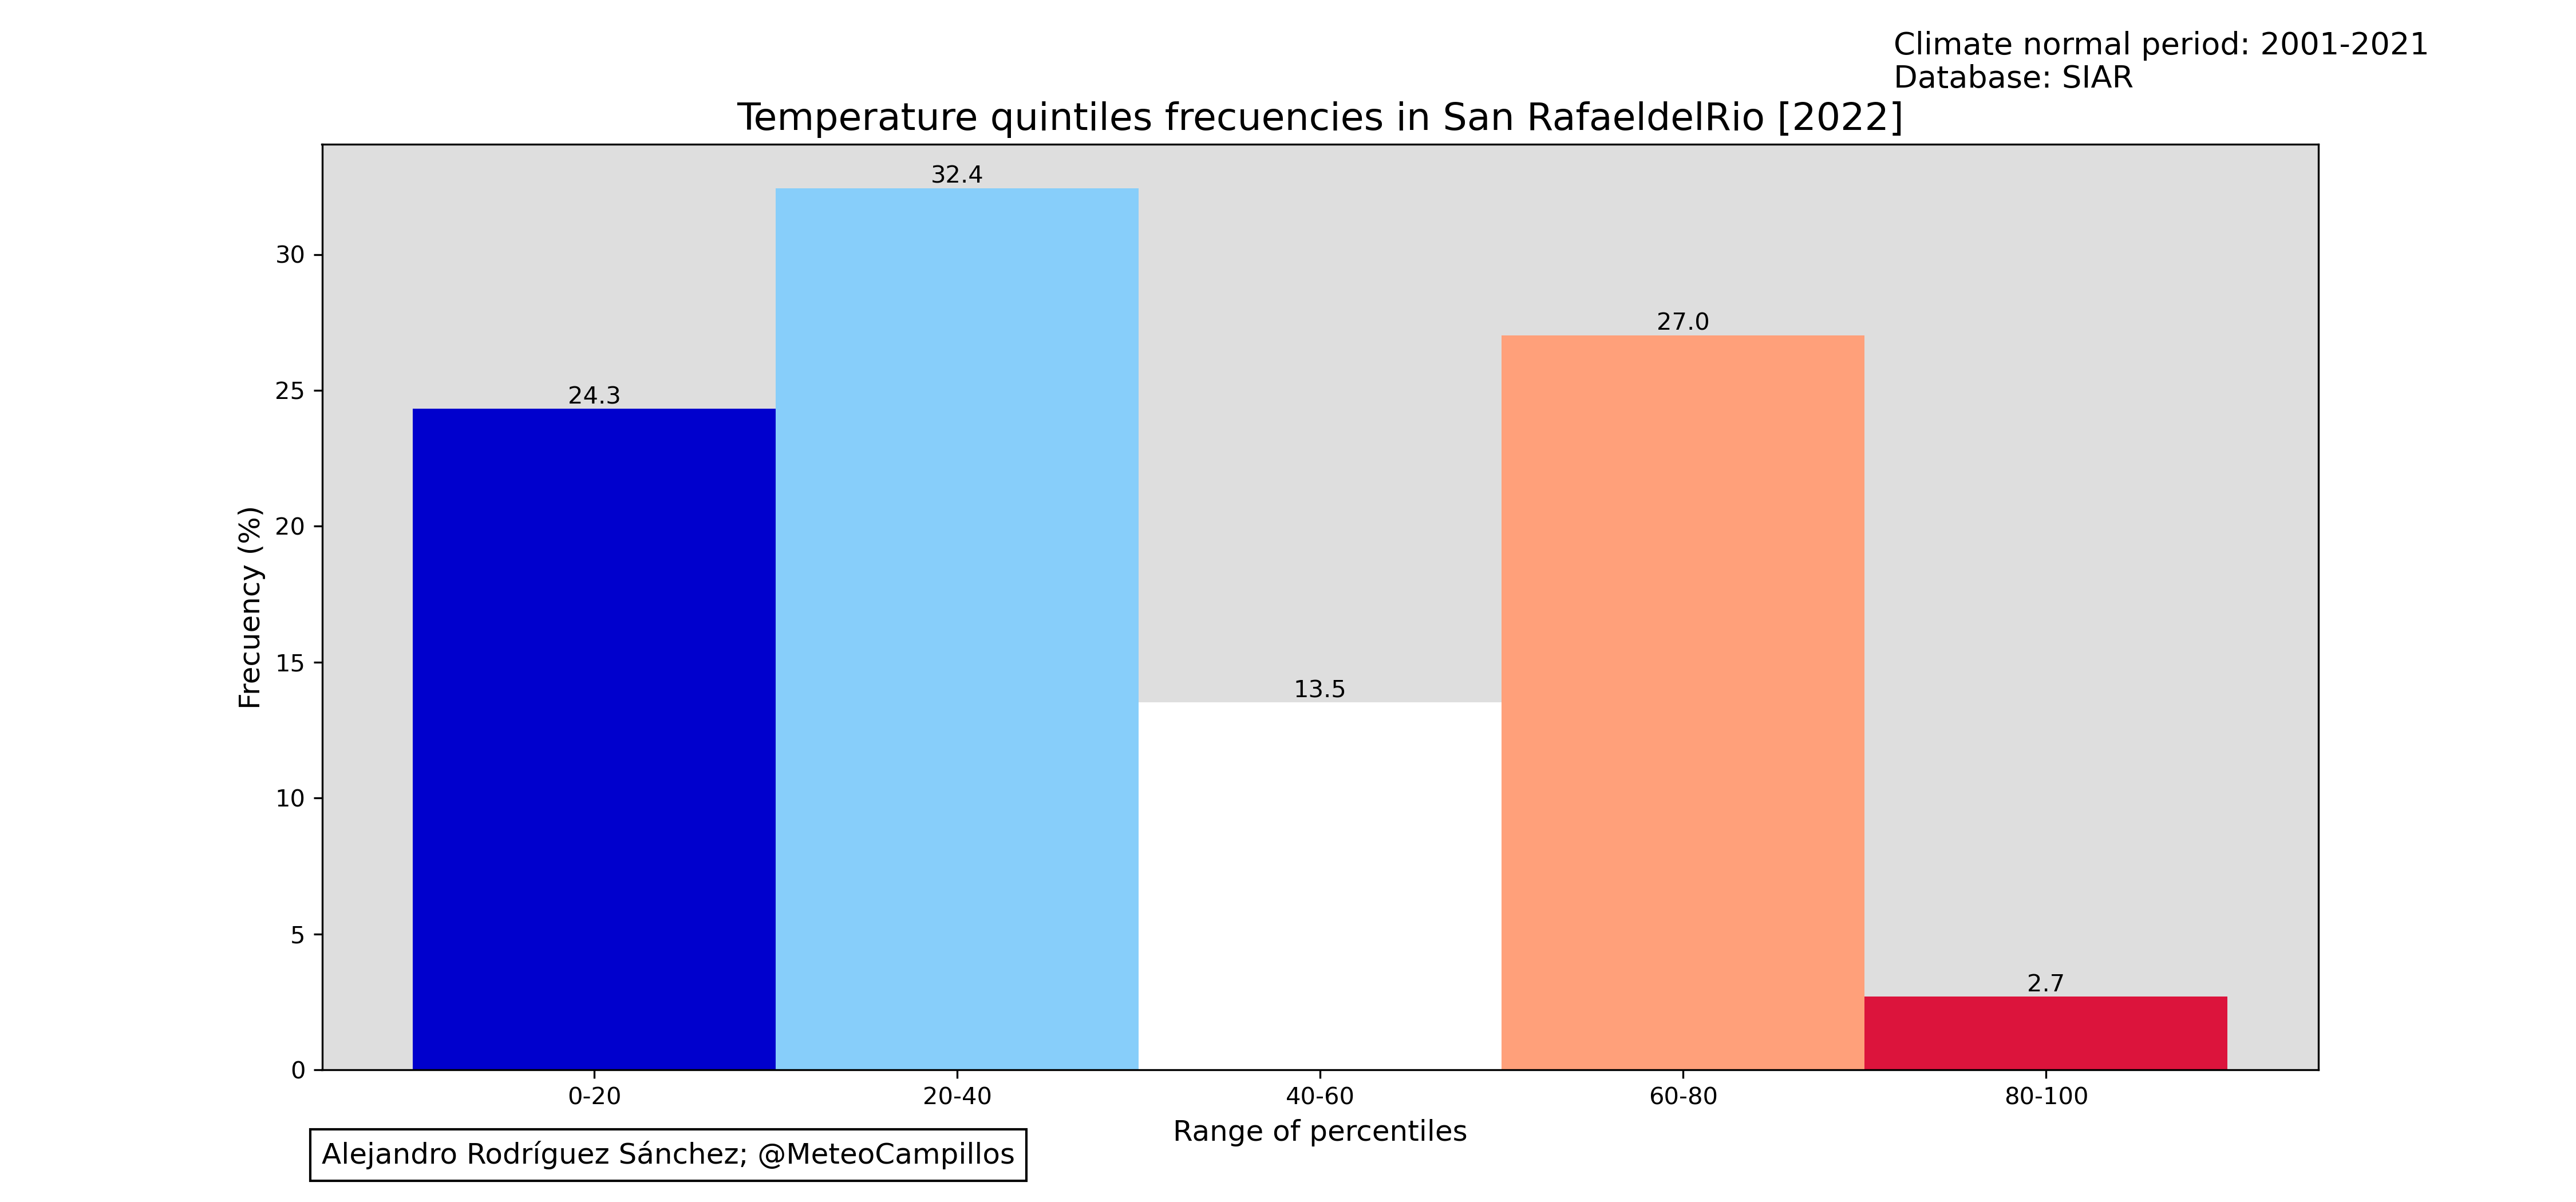 Climate normal period: 2001-2021
Database: SIAR
Temperature quintiles frecuencies in San RafaeldelRio [2022]
32.4
30
27.0
25
24.3
Frecuency (%)
20
15
13.5
10
5
2.7
0
0-20 20-40 40-60 60-80 80-100
Range of percentiles
Alejandro Rodríguez Sánchez; @MeteoCampillos